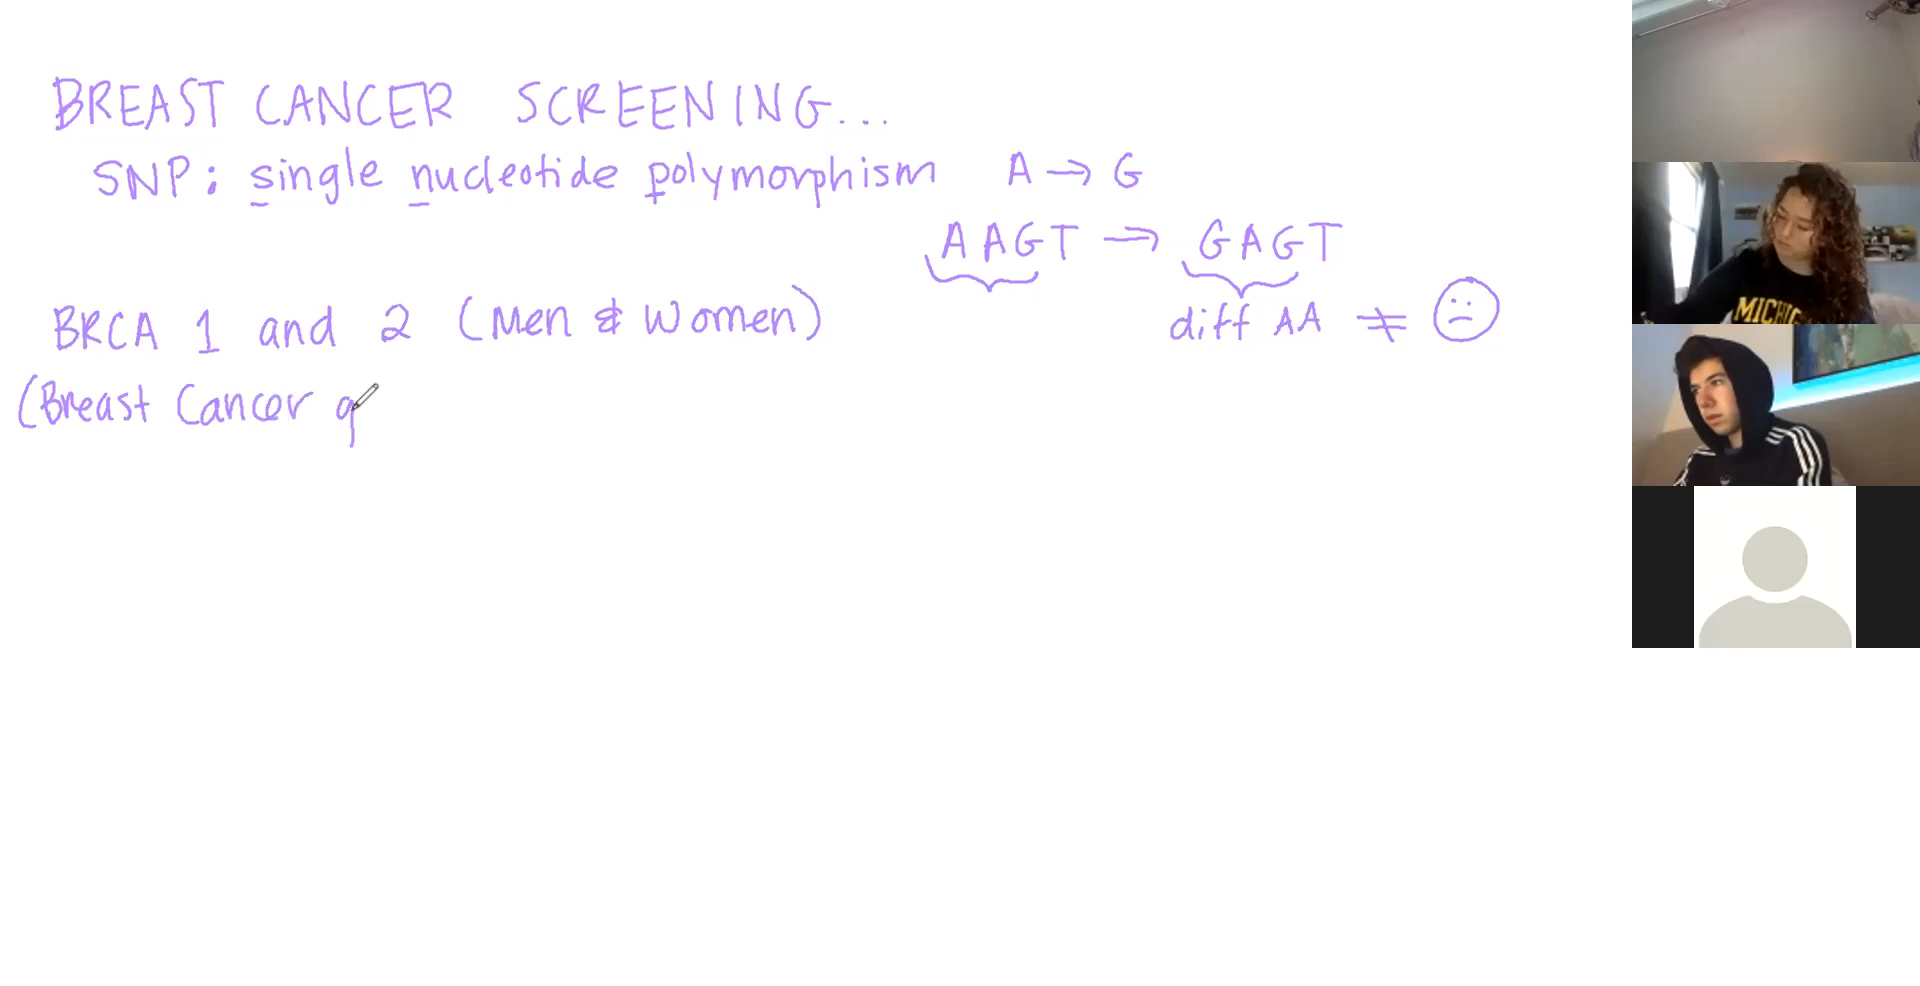 BREAST CANCER SCREENING...
SNP: single nucleotide polymorphism A → G
AAGT → GAGT
BRCA 1 and 2 (Men & Women)
diff AA ≠ ☹
(Breast Cancer g
MICHIG